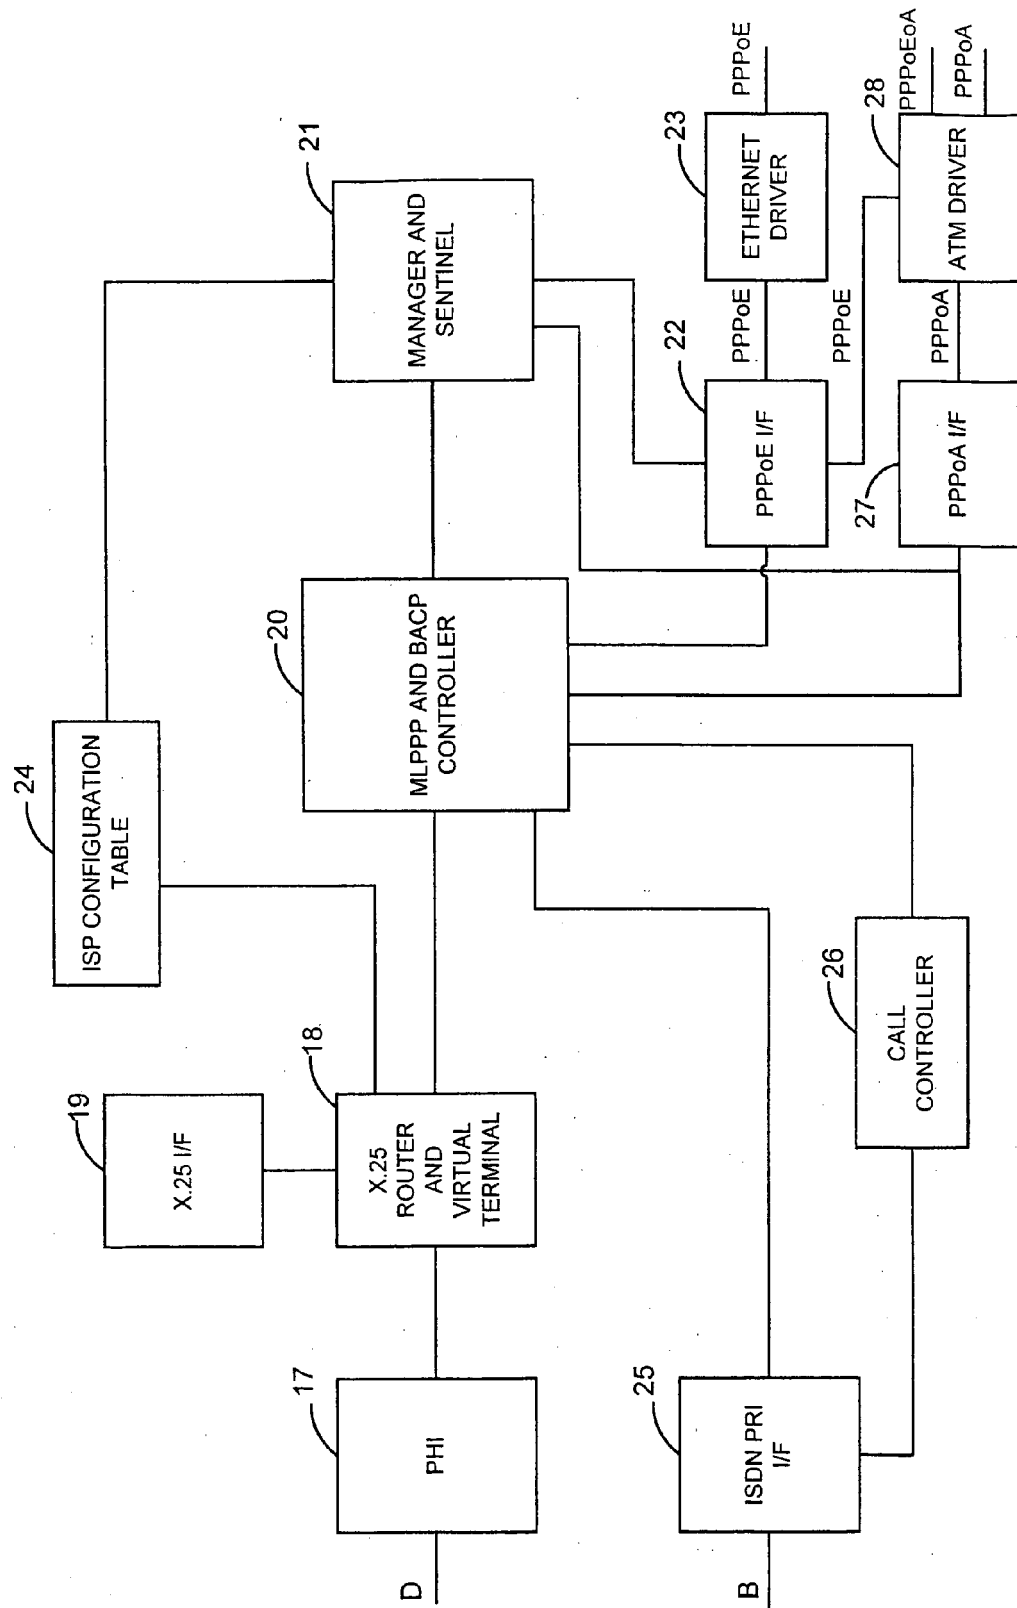 24
ISP CONFIGURATION
TABLE
19
X.25 I/F
21
MANAGER AND
SENTINEL
20
MLPPP AND BACP
CONTROLLER
18
X.25
ROUTER
AND
VIRTUAL
TERMINAL
17
PHI
D
23
ETHERNET
DRIVER
PPPoE
PPPoE
22
PPPoE I/F
PPPoE
28
ATM DRIVER
PPPoEoA
PPPoA
PPPoA
27
PPPoA I/F
26
CALL
CONTROLLER
25
ISDN PRI
I/F
B